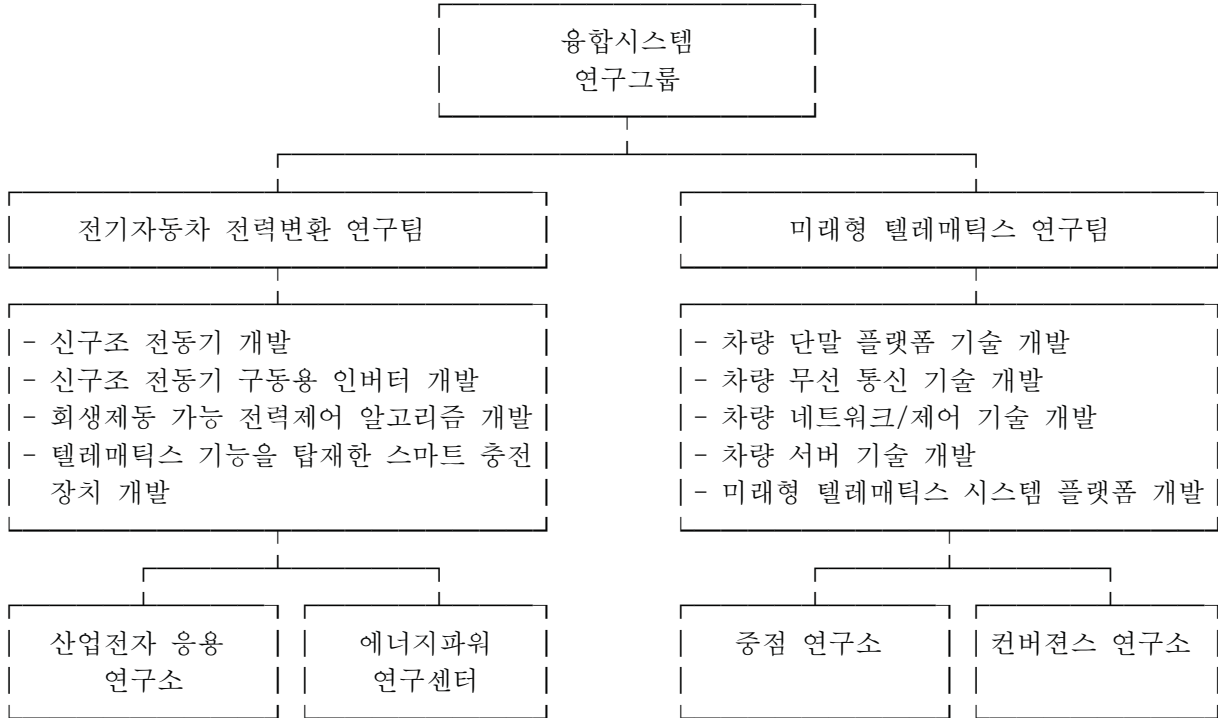 융합시스템
연구그룹
전기자동차 전력변환 연구팀
- 신구조 전동기 개발
- 신구조 전동기 구동용 인버터 개발
- 회생제동 가능 전력제어 알고리즘 개발
- 텔레매틱스 기능을 탑재한 스마트 충전
장치 개발
산업전자 응용
연구소
에너지파워
연구센터
미래형 텔레매틱스 연구팀
- 차량 단말 플랫폼 기술 개발
- 차량 무선 통신 기술 개발
- 차량 네트워크/제어 기술 개발
- 차량 서버 기술 개발
- 미래형 텔레매틱스 시스템 플랫폼 개발
중점 연구소
컨버젼스 연구소